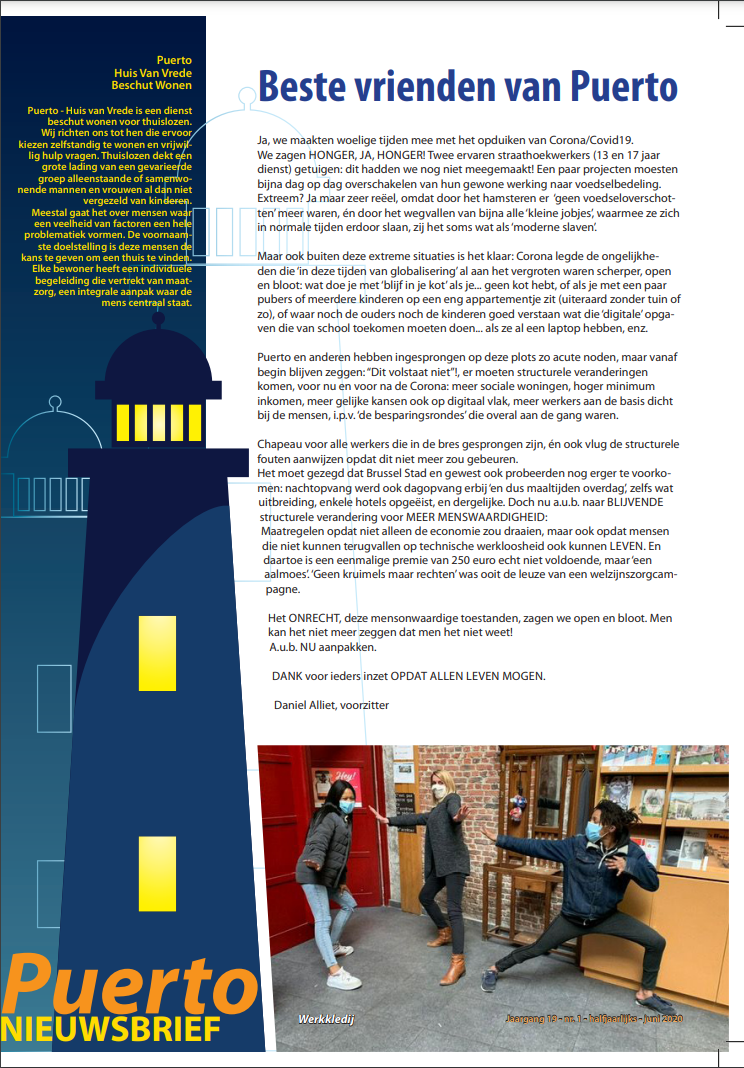 Puerto
Huis Van Vrede
Beschut Wonen
Puerto - Huis van Vrede is een dienst
beschut wonen voor thuislozen.
Wij richten ons tot hen die ervoor
kiezen zelfstandig te wonen en vrijwil-
lig hulp vragen. Thuislozen dekt een
grote lading van een gevarieerde
groep alleenstaande of samenwo-
nende mannen en vrouwen al dan niet
vergezeld van kinderen.
Meestal gaat het over mensen waar
een veelheid van factoren een hele
problematiek vormen. De voornaam-
ste doelstelling is deze mensen de
kans te geven om een thuis te vinden.
Elke bewoner heeft een individuele
begeleiding die vertrekt van maat-
zorg, een integrale aanpak waar de
mens centraal staat.
Beste vrienden van Puerto
Ja, we maakten woelige tijden mee met het opduiken van Corona/Covid19.
We zagen HONGER, JA, HONGER! Twee ervaren straathoekwerkers (13 en 17 jaar
dienst) getuigen: dit hadden we nog niet meegemaakt! Een paar projecten moesten
bijna dag op dag overschakelen van hun gewone werking naar voedselbedeling.
Extreem? Ja maar zeer reëel, omdat door het hamsteren er 'geen voedseloverschot-
ten' meer waren, én door het wegvallen van bijna alle 'kleine jobjes', waarmee ze zich
in normale tijden erdoor slaan, zij het soms wat als 'moderne slaven'.
Maar ook buiten deze extreme situaties is het klaar: Corona legde de ongelijkhe-
den die 'in deze tijden van globalisering' al aan het vergroten waren scherper, open
en bloot: wat doe je met 'blijf in je kot' als je... geen kot hebt, of als je met een paar
pubers of meerdere kinderen op een eng appartementje zit (uiteraard zonder tuin of
zo), of waar noch de ouders noch de kinderen goed verstaan wat die 'digitale' opga-
ven die van school toekomen moeten doen... als ze al een laptop hebben, enz.
Puerto en anderen hebben ingesprongen op deze plots zo acute noden, maar vanaf
begin blijven zeggen: "Dit volstaat niet"!, er moeten structurele veranderingen
komen, voor nu en voor na de Corona: meer sociale woningen, hoger minimum
inkomen, meer gelijke kansen ook op digitaal vlak, meer werkers aan de basis dicht
bij de mensen, i.p.v. 'de besparingsrondes' die overal aan de gang waren.
Chapeau voor alle werkers die in de bres gesprongen zijn, én ook vlug de structurele
fouten aanwijzen opdat dit niet meer zou gebeuren.
Het moet gezegd dat Brussel Stad en gewest ook probeerden nog erger te voorko-
men: nachtopvang werd ook dagopvang erbij 'en dus maaltijden overdag', zelfs wat
uitbreiding, enkele hotels opgeëist, en dergelijke. Doch nu a.u.b. naar BLIJVENDE
structurele verandering voor MEER MENSWAARDIGHEID:
Maatregelen opdat niet alleen de economie zou draaien, maar ook opdat mensen
die niet kunnen terugvallen op technische werkloosheid ook kunnen LEVEN. En
daartoe is een eenmalige premie van 250 euro echt niet voldoende, maar 'een
aalmoes'. 'Geen kruimels maar rechten' was ooit de leuze van een welzijnszorgcam-
pagne.
Het ONRECHT, deze mensonwaardige toestanden, zagen we open en bloot. Men
kan het niet meer zeggen dat men het niet weet!
A.u.b. NU aanpakken.
DANK voor ieders inzet OPDAT ALLEN LEVEN MOGEN.
Daniel Alliet, voorzitter
Hey!
Puerto
NIEUWSBRIEF
Werkkledij
Jaargang 19 - nr. 1 - halfjaarlijks - juni 2020